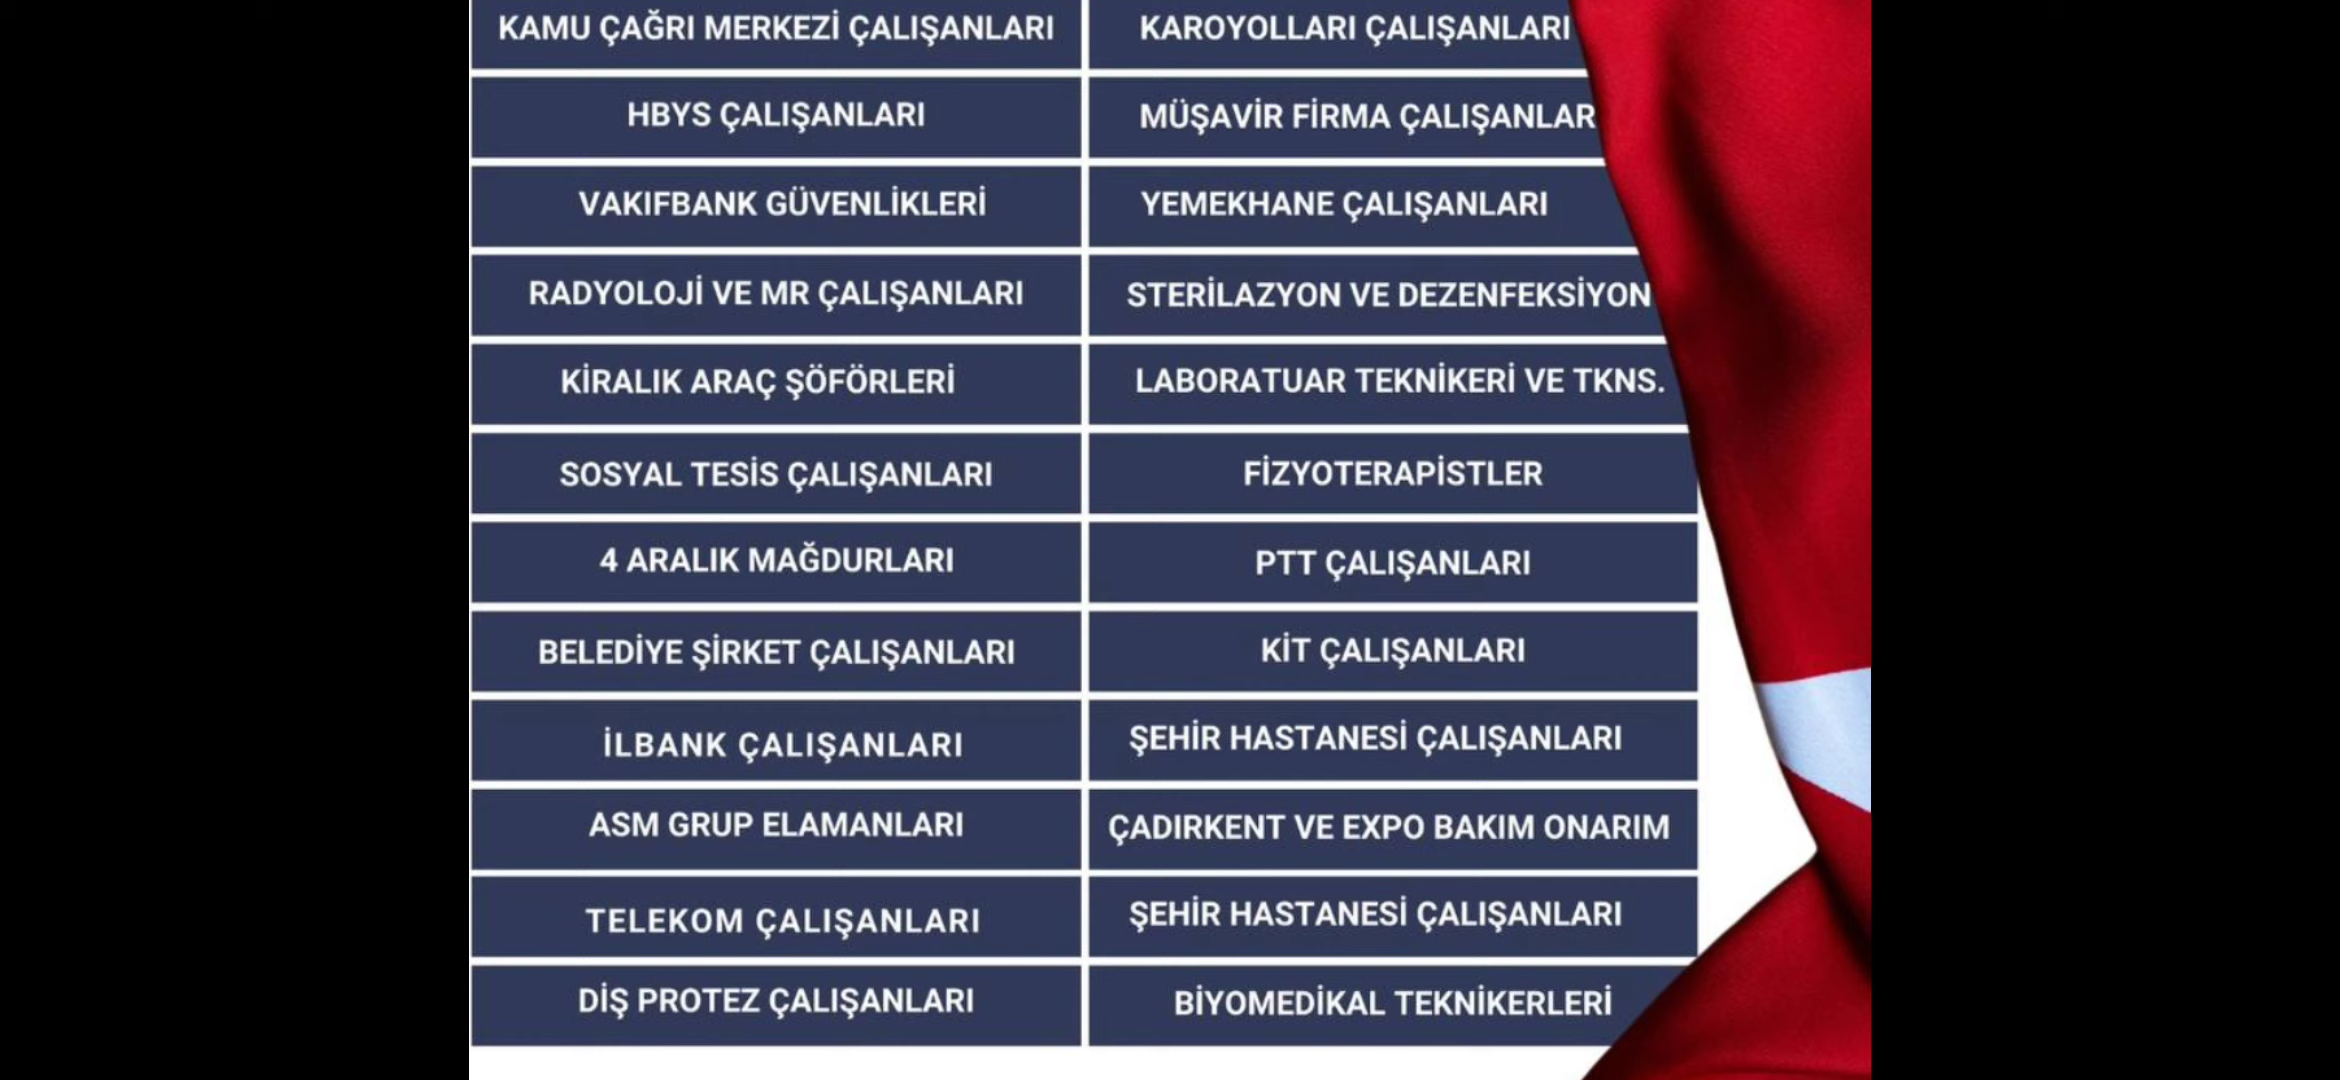 KAMU ÇAĞRI MERKEZİ ÇALIŞANLARI
KAROYOLLARI ÇALIŞANLARI
HBYS ÇALIŞANLARI
MÜŞAVİR FİRMA ÇALIŞANLAR
VAKIFBANK GÜVENLİKLERİ
YEMEKHANE ÇALIŞANLARI
RADYOLOJİ VE MR ÇALIŞANLARI
STERİLAZYON VE DEZENFEKSİYON
KİRALIK ARAÇ ŞÖFÖRLERİ
LABORATUAR TEKNİKERİ VE TKNS.
SOSYAL TESİS ÇALIŞANLARI
FİZYOTERAPİSTLER
4 ARALIK MAĞDURLARI
PTT ÇALIŞANLARI
BELEDİYE ŞİRKET ÇALIŞANLARI
KİT ÇALIŞANLARI
İLBANK ÇALIŞANLARI
ŞEHİR HASTANESİ ÇALIŞANLARI
ASM GRUP ELAMANLARI
ÇADIRKENT VE EXPO BAKIM ONARIM
TELEKOM ÇALIŞANLARI
ŞEHİR HASTANESİ ÇALIŞANLARI
DİŞ PROTEZ ÇALIŞANLARI
BİYOMEDİKAL TEKNİKERLERİ